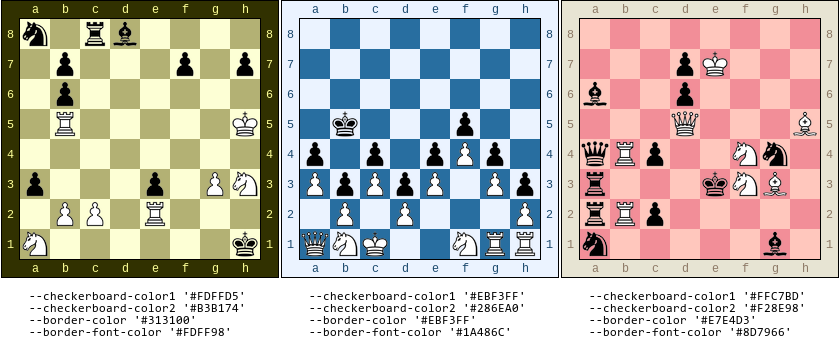 a b c d e f g h a b c d e f g h a b c d e f g h
8 8 8 8 8 8
7 7 7 7 7 7
6 6 6 6 6 6
5 5 5 5 5 5
4 4 4 4 4 4
3 3 3 3 3 3
2 2 2 2 2 2
1 1 1 1 1 1
a b c d e f g h a b c d e f g h a b c d e f g h
--checkerboard-color1 '#FDFFD5'
--checkerboard-color2 '#B3B174'
--border-color '#313100'
--border-font-color '#FDFF98'
--checkerboard-color1 '#EBF3FF'
--checkerboard-color2 '#286EA0'
--border-color '#EBF3FF'
--border-font-color '#1A486C'
--checkerboard-color1 '#FFC7BD'
--checkerboard-color2 '#F28E98'
--border-color '#E7E4D3'
--border-font-color '#8D7966'